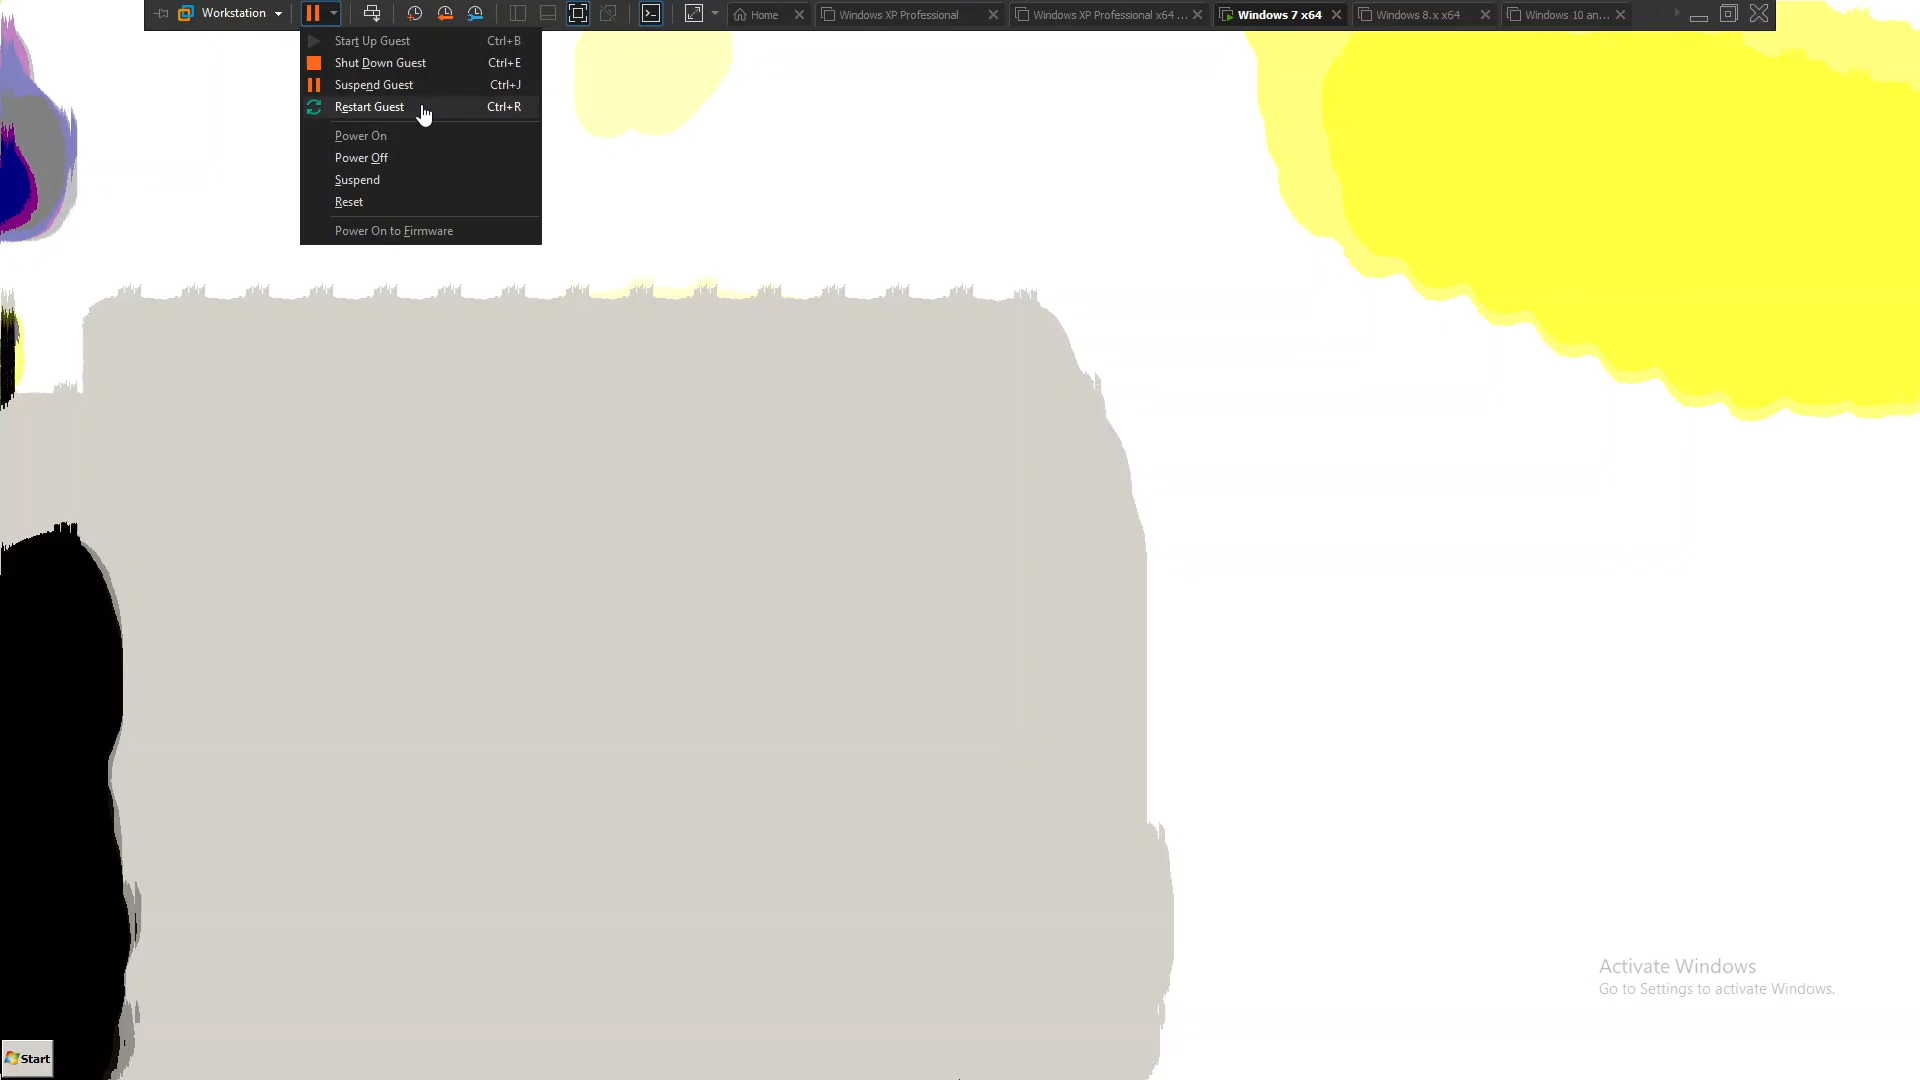 Workstation
Home
Windows XP Professional
Windows XP Professional x64 ...
Windows 7 x64
Windows 8.x x64
Windows 10 an...
Start Up Guest Ctrl+B
Shut Down Guest Ctrl+E
Suspend Guest Ctrl+J
Restart Guest Ctrl+R
Power On
Power Off
Suspend
Reset
Power On to Firmware
Activate Windows
Go to Settings to activate Windows.
Start